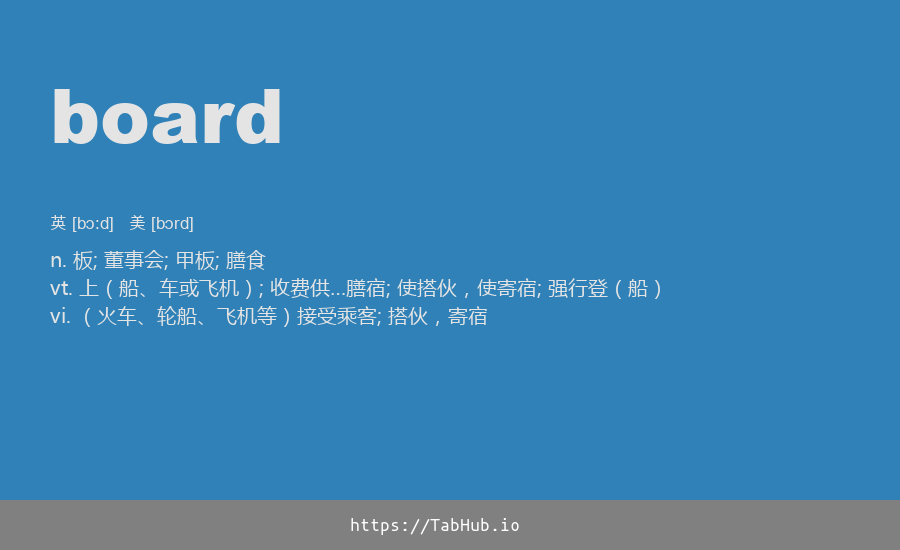 board
英 [bɔːd] 美 [bɔrd]
n. 板; 董事会; 甲板; 膳食
vt. 上（船、车或飞机）; 收费供…膳宿; 使搭伙，使寄宿; 强行登（船）
vi. （火车、轮船、飞机等）接受乘客; 搭伙，寄宿
https://TabHub.io